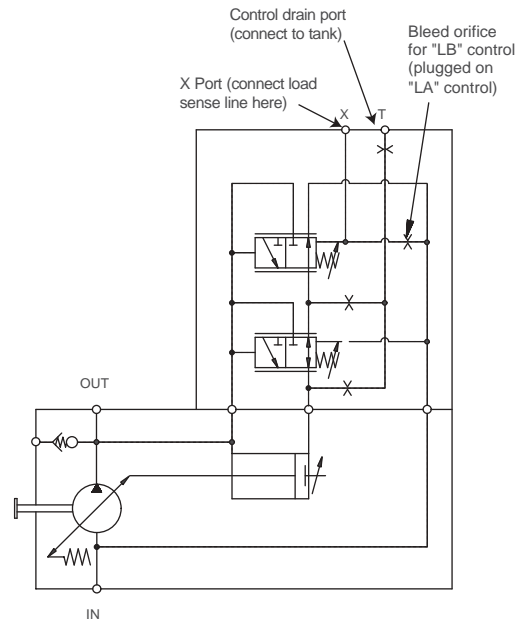 Control drain port
(connect to tank)
Bleed orifice
for "LB" control
(plugged on
"LA" control)
X Port (connect load
sense line here)
X
T
OUT
IN